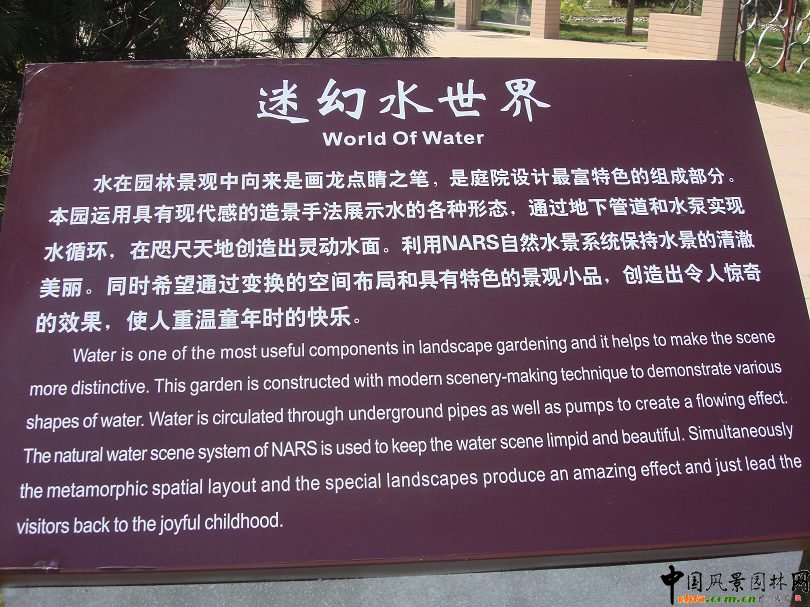 迷幻水世界
World Of Water
水在园林景观中向来是画龙点睛之笔，是庭院设计最富特色的组成部分。
本园运用具有现代感的造景手法展示水的各种形态，通过地下管道和水泵实现
水循环，在咫尺天地创造出灵动水面。利用NARS自然水景系统保持水景的清澈
美丽。同时希望通过变换的空间布局和具有特色的景观小品，创造出令人惊奇
的效果，使人重温童年时的快乐。
Water is one of the most useful components in landscape gardening and it helps to make the scene
more distinctive. This garden is constructed with modern scenery-making technique to demonstrate various
shapes of water. Water is circulated through underground pipes as well as pumps to create a flowing effect.
The natural water scene system of NARS is used to keep the water scene limpid and beautiful. Simultaneously
the metamorphic spatial layout and the special landscapes produce an amazing effect and just lead the
visitors back to the joyful childhood.
中国风景园林网